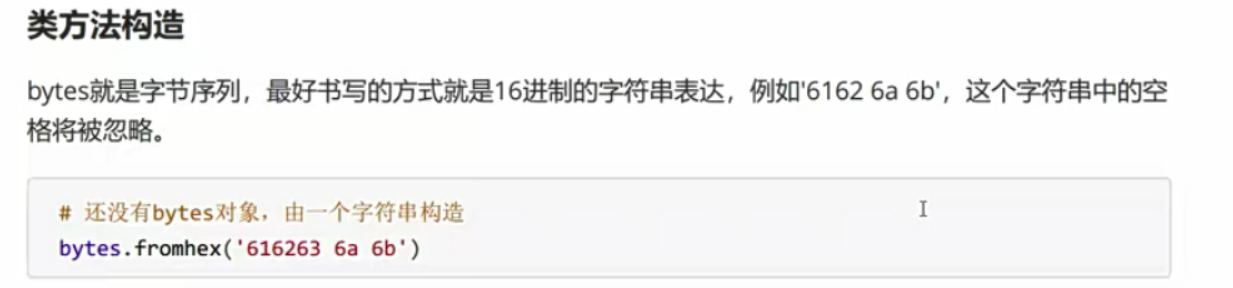 类方法构造
bytes就是字节序列，最好书写的方式就是16进制的字符串表达，例如'6162 6a 6b'，这个字符串中的空
格将被忽略。
# 还没有bytes对象，由一个字符串构造
bytes.fromhex('616263 6a 6b')